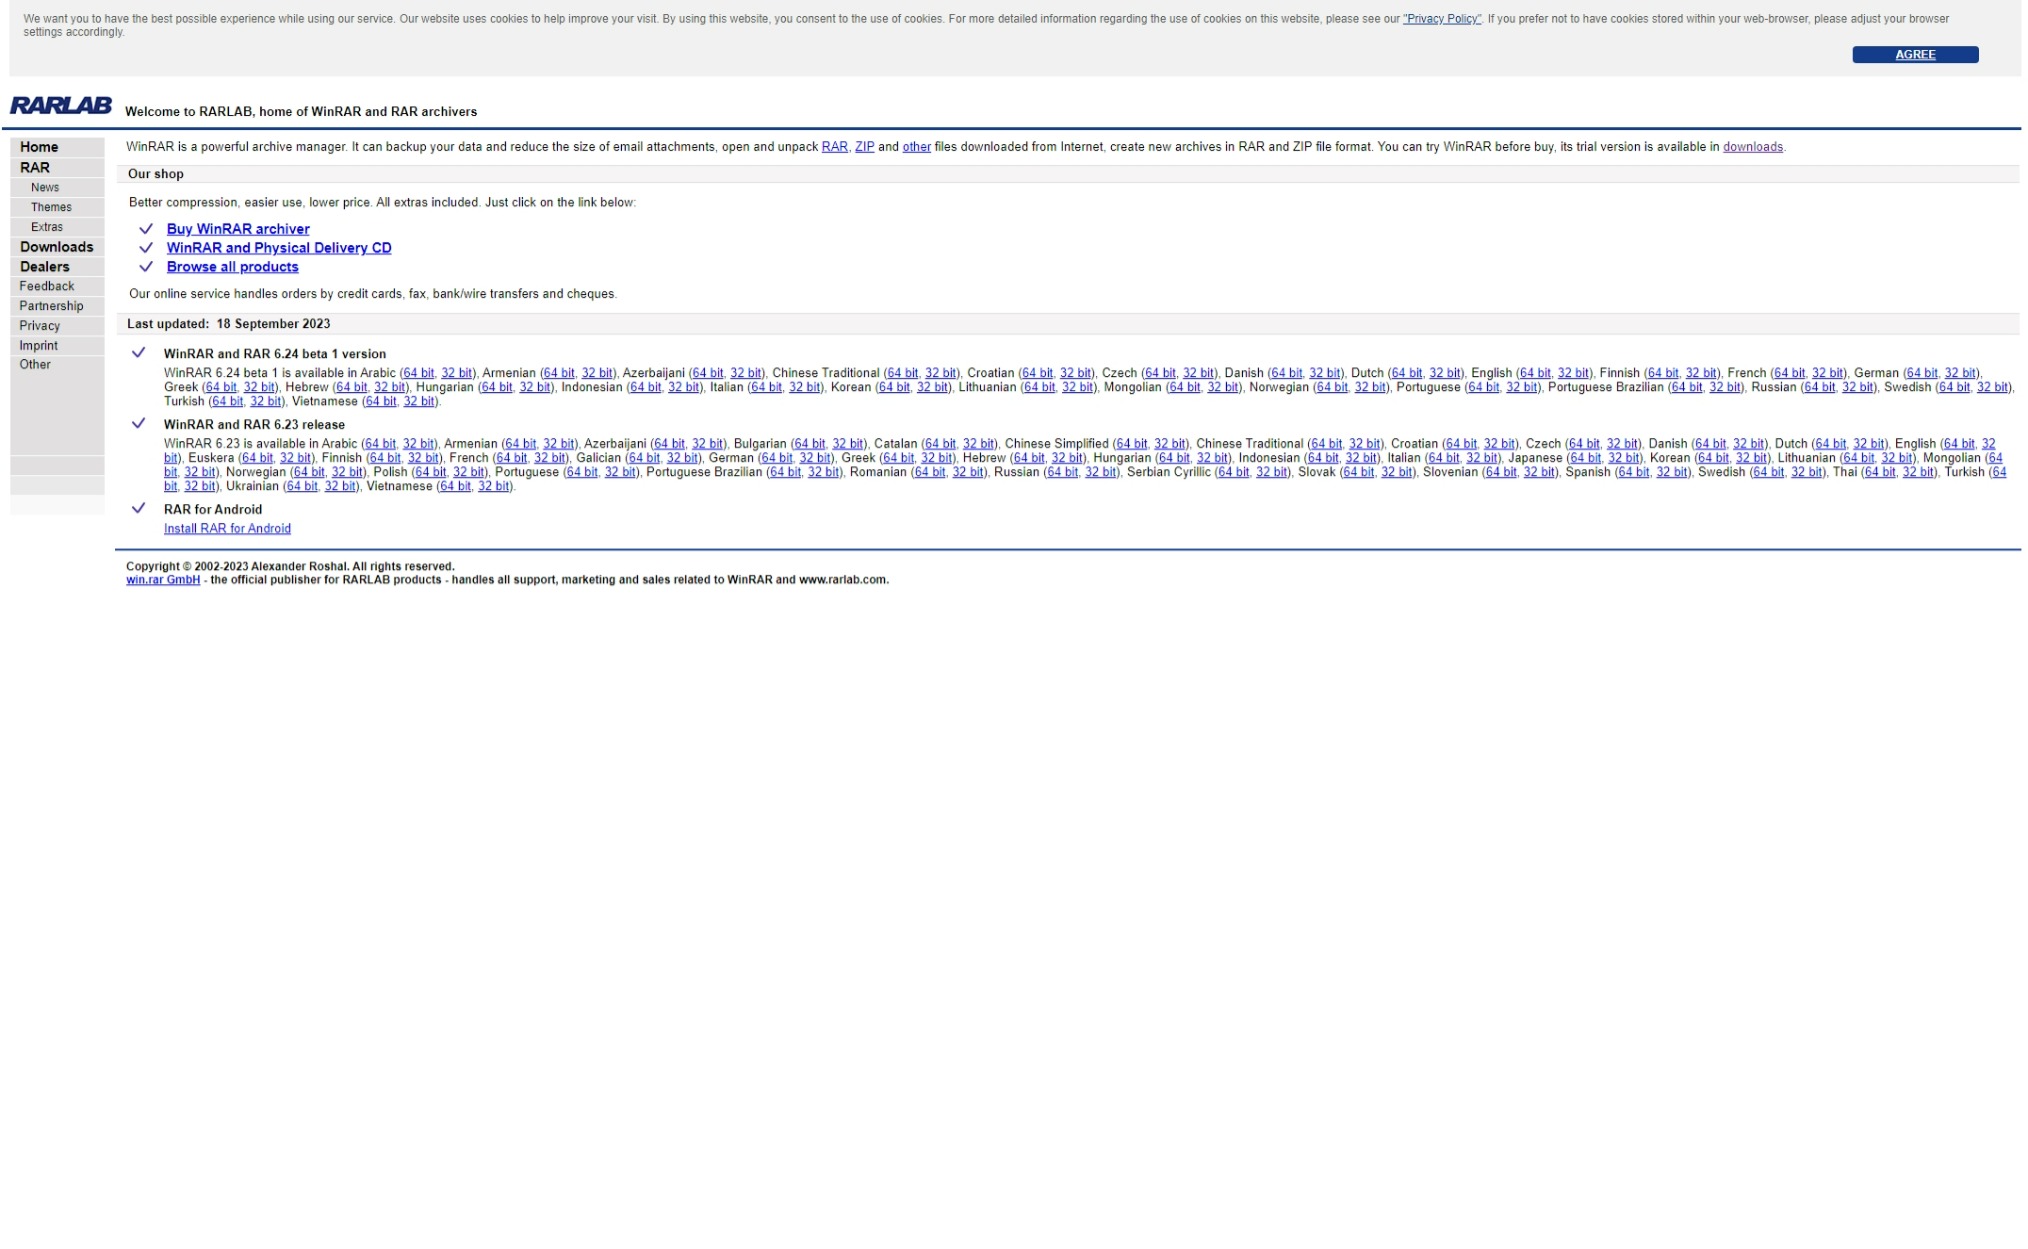 We want you to have the best possible experience while using our service. Our website uses cookies to help improve your visit. By using this website, you consent to the use of cookies. For more detailed information regarding the use of cookies on this website, please see our "Privacy Policy". If you prefer not to have cookies stored within your web-browser, please adjust your browser
settings accordingly.
AGREE
RARLAB Welcome to RARLAB, home of WinRAR and RAR archivers
Home
RAR
News
Themes
Extras
Downloads
Dealers
Feedback
Partnership
Privacy
Imprint
Other
WinRAR is a powerful archive manager. It can backup your data and reduce the size of email attachments, open and unpack RAR, ZIP and other files downloaded from Internet, create new archives in RAR and ZIP file format. You can try WinRAR before buy, its trial version is available in downloads.
Our shop
Better compression, easier use, lower price. All extras included. Just click on the link below:
Buy WinRAR archiver
WinRAR and Physical Delivery CD
Browse all products
Our online service handles orders by credit cards, fax, bank/wire transfers and cheques.
Last updated: 18 September 2023
WinRAR and RAR 6.24 beta 1 version
WinRAR 6.24 beta 1 is available in Arabic (64 bit, 32 bit), Armenian (64 bit, 32 bit), Azerbaijani (64 bit, 32 bit), Chinese Traditional (64 bit, 32 bit), Croatian (64 bit, 32 bit), Czech (64 bit, 32 bit), Danish (64 bit, 32 bit), Dutch (64 bit, 32 bit), English (64 bit, 32 bit), Finnish (64 bit, 32 bit), French (64 bit, 32 bit), German (64 bit, 32 bit),
Greek (64 bit, 32 bit), Hebrew (64 bit, 32 bit), Hungarian (64 bit, 32 bit), Indonesian (64 bit, 32 bit), Italian (64 bit, 32 bit), Korean (64 bit, 32 bit), Lithuanian (64 bit, 32 bit), Mongolian (64 bit, 32 bit), Norwegian (64 bit, 32 bit), Portuguese (64 bit, 32 bit), Portuguese Brazilian (64 bit, 32 bit), Russian (64 bit, 32 bit), Swedish (64 bit, 32 bit),
Turkish (64 bit, 32 bit), Vietnamese (64 bit, 32 bit).
WinRAR and RAR 6.23 release
WinRAR 6.23 is available in Arabic (64 bit, 32 bit), Armenian (64 bit, 32 bit), Azerbaijani (64 bit, 32 bit), Bulgarian (64 bit, 32 bit), Catalan (64 bit, 32 bit), Chinese Simplified (64 bit, 32 bit), Chinese Traditional (64 bit, 32 bit), Croatian (64 bit, 32 bit), Czech (64 bit, 32 bit), Danish (64 bit, 32 bit), Dutch (64 bit, 32 bit), English (64 bit, 32
bit), Euskera (64 bit, 32 bit), Finnish (64 bit, 32 bit), French (64 bit, 32 bit), Galician (64 bit, 32 bit), German (64 bit, 32 bit), Greek (64 bit, 32 bit), Hebrew (64 bit, 32 bit), Hungarian (64 bit, 32 bit), Indonesian (64 bit, 32 bit), Italian (64 bit, 32 bit), Japanese (64 bit, 32 bit), Korean (64 bit, 32 bit), Lithuanian (64 bit, 32 bit), Mongolian (64
bit, 32 bit), Norwegian (64 bit, 32 bit), Polish (64 bit, 32 bit), Portuguese (64 bit, 32 bit), Portuguese Brazilian (64 bit, 32 bit), Romanian (64 bit, 32 bit), Russian (64 bit, 32 bit), Serbian Cyrillic (64 bit, 32 bit), Slovak (64 bit, 32 bit), Slovenian (64 bit, 32 bit), Spanish (64 bit, 32 bit), Swedish (64 bit, 32 bit), Thai (64 bit, 32 bit), Turkish (64
bit, 32 bit), Ukrainian (64 bit, 32 bit), Vietnamese (64 bit, 32 bit).
RAR for Android
Install RAR for Android
Copyright © 2002-2023 Alexander Roshal. All rights reserved.
win.rar GmbH - the official publisher for RARLAB products - handles all support, marketing and sales related to WinRAR and www.rarlab.com.